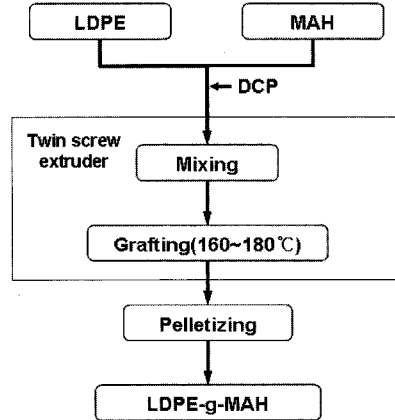 LDPE
MAH
DCP
Twin screw
extruder
Mixing
Grafting(160~180℃)
Pelletizing
LDPE-g-MAH